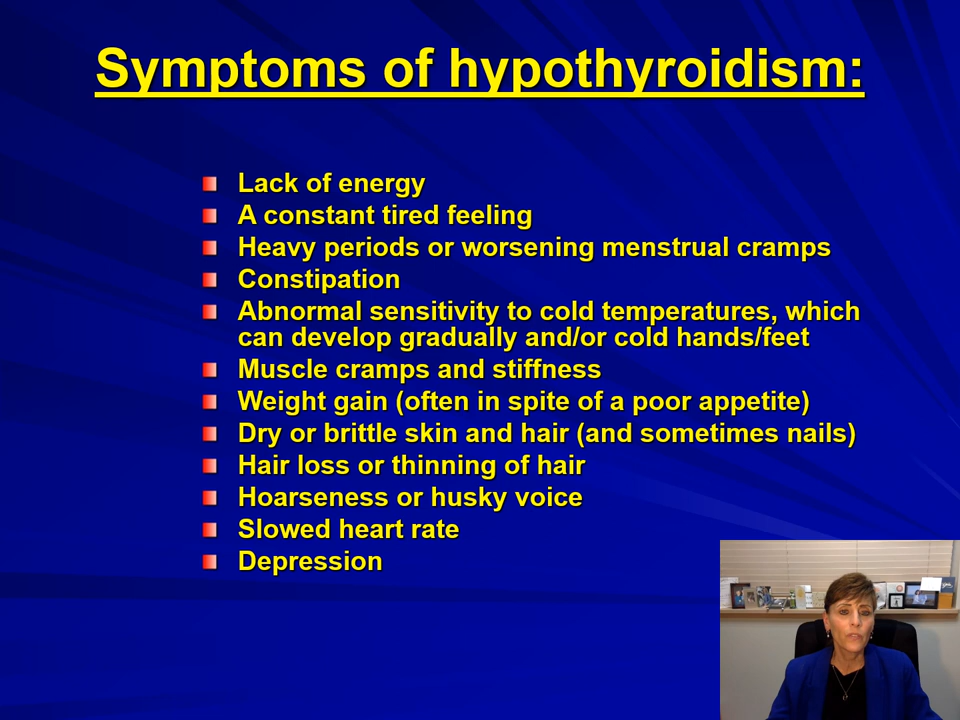 Symptoms of hypothyroidism:
Lack of energy
A constant tired feeling
Heavy periods or worsening menstrual cramps
Constipation
Abnormal sensitivity to cold temperatures, which
can develop gradually and/or cold hands/feet
Muscle cramps and stiffness
Weight gain (often in spite of a poor appetite)
Dry or brittle skin and hair (and sometimes nails)
Hair loss or thinning of hair
Hoarseness or husky voice
Slowed heart rate
Depression